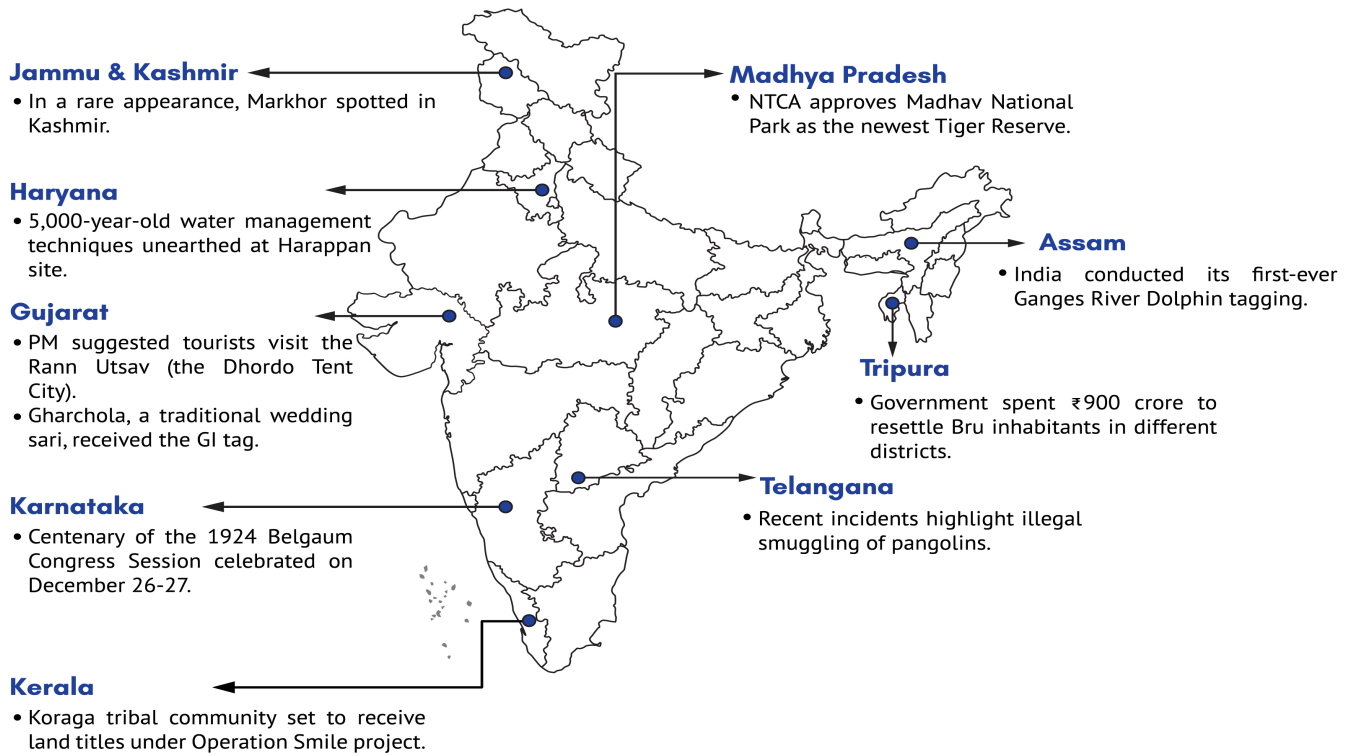 Jammu & Kashmir
• In a rare appearance, Markhor spotted in
Kashmir.
Haryana
• 5,000-year-old water management
techniques unearthed at Harappan
site.
Gujarat
• PM suggested tourists visit the
Rann Utsav (the Dhordo Tent
City).
• Gharchola, a traditional wedding
sari, received the GI tag.
Karnataka
• Centenary of the 1924 Belgaum
Congress Session celebrated on
December 26-27.
Kerala
• Koraga tribal community set to receive
land titles under Operation Smile project.
Madhya Pradesh
• NTCA approves Madhav National
Park as the newest Tiger Reserve.
Assam
• India conducted its first-ever
Ganges River Dolphin tagging.
Tripura
• Government spent ₹900 crore to
resettle Bru inhabitants in different
districts.
Telangana
• Recent incidents highlight illegal
smuggling of pangolins.